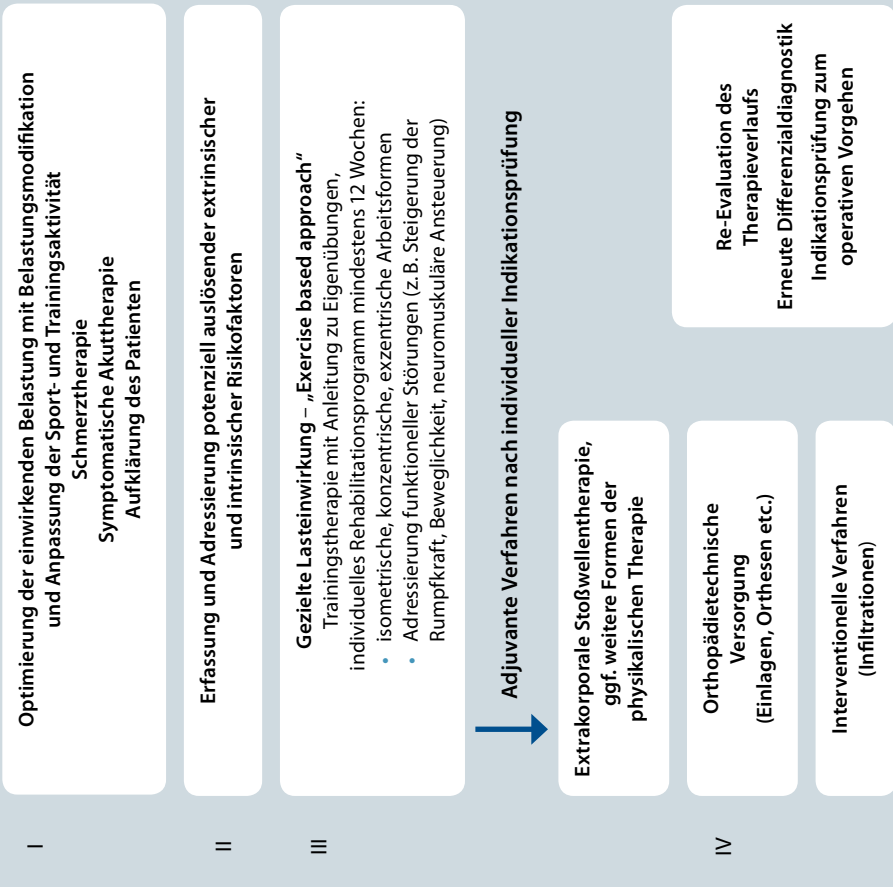 I
Optimierung der einwirkenden Belastung mit Belastungsmodifikation
und Anpassung der Sport- und Trainingsaktivität
Schmerztherapie
Symptomatische Akuttherapie
Aufklärung des Patienten
II
Erfassung und Adressierung potenziell auslösender extrinsischer
und intrinsischer Risikofaktoren
III
Gezielte Lasteinwirkung – „Exercise based approach“
Trainingstherapie mit Anleitung zu Eigenübungen,
individuelles Rehabilitationsprogramm mindestens 12 Wochen:
• isometrische, konzentrische, exzentrische Arbeitsformen
• Adressierung funktioneller Störungen (z. B. Steigerung der
Rumpfkraft, Beweglichkeit, neuromuskuläre Ansteuerung)
Adjuvante Verfahren nach individueller Indikationsprüfung
IV
Extrakorporale Stoßwellentherapie,
ggf. weitere Formen der
physikalischen Therapie
Orthopädietechnische
Versorgung
(Einlagen, Orthesen etc.)
Interventionelle Verfahren
(Infiltrationen)
Re-Evaluation des
Therapieverlaufs
Erneute Differenzialdiagnostik
Indikationsprüfung zum
operativen Vorgehen